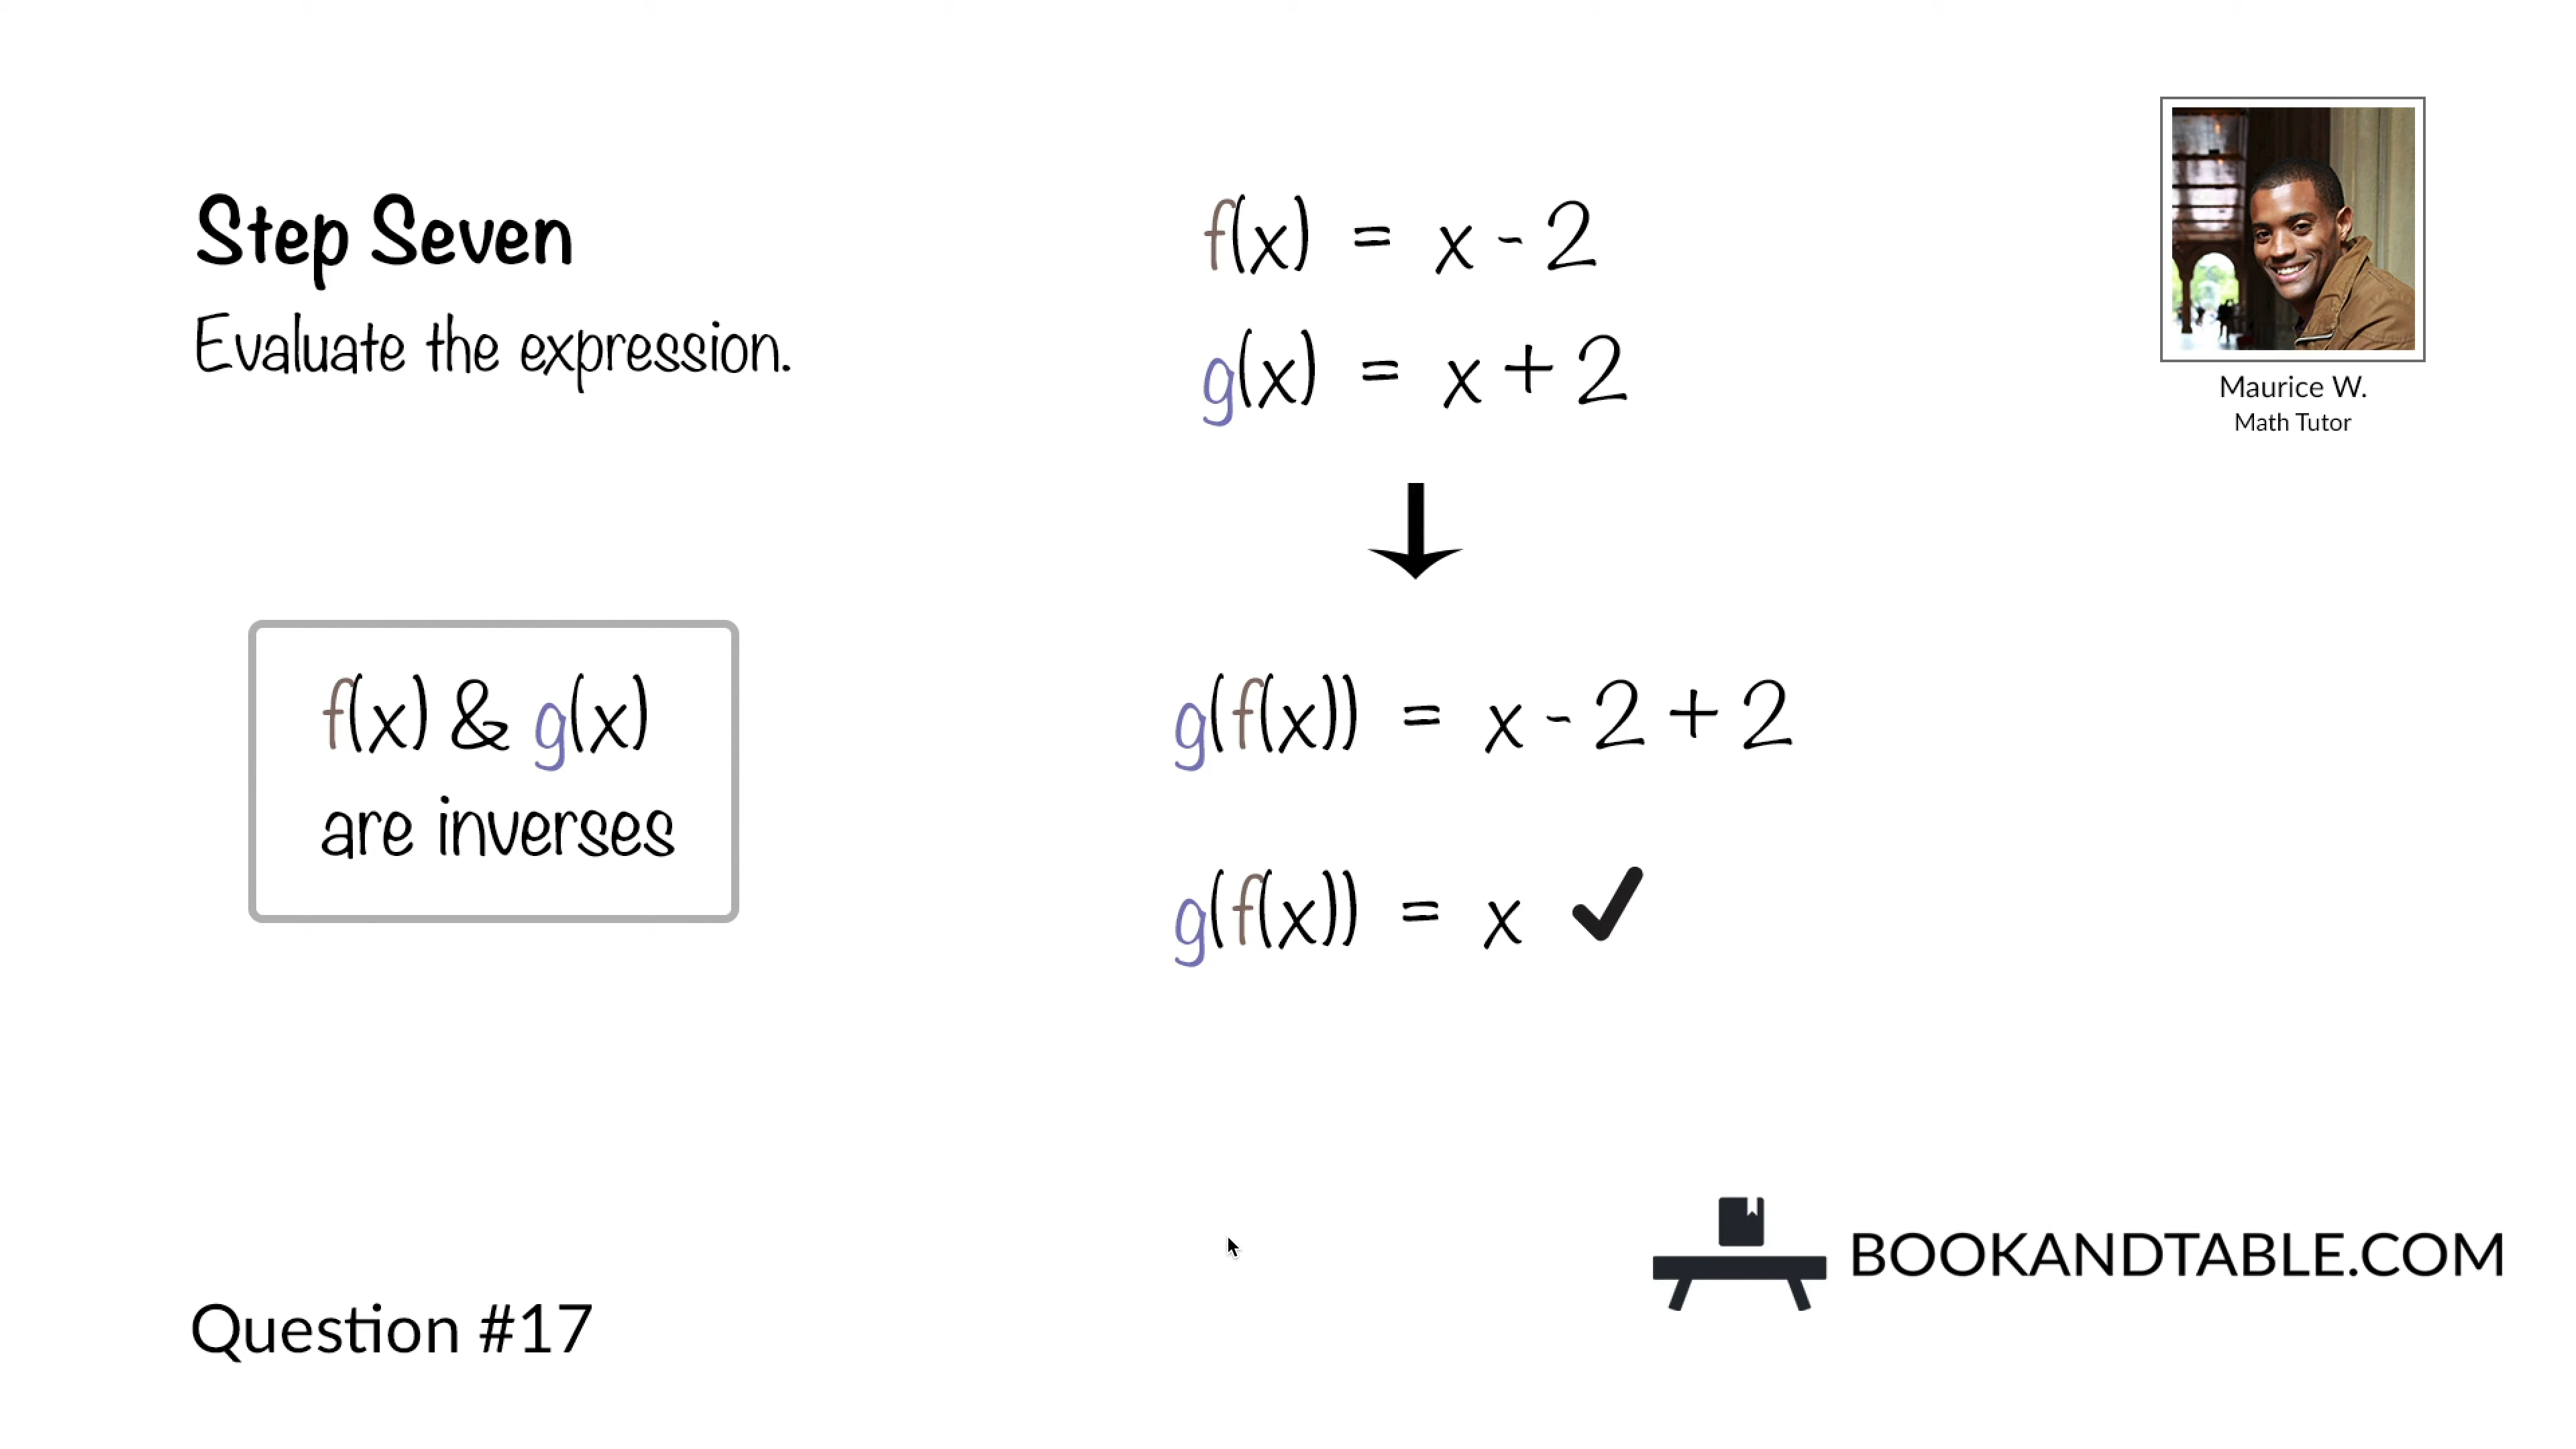 Step Seven
Evaluate the expression.
f(x) = x - 2
g(x) = x + 2
Maurice W.
Math Tutor
f(x) & g(x)
are inverses
g(f(x)) = x - 2 + 2
g(f(x)) = x ✔
BOOKANDTABLE.COM
Question #17